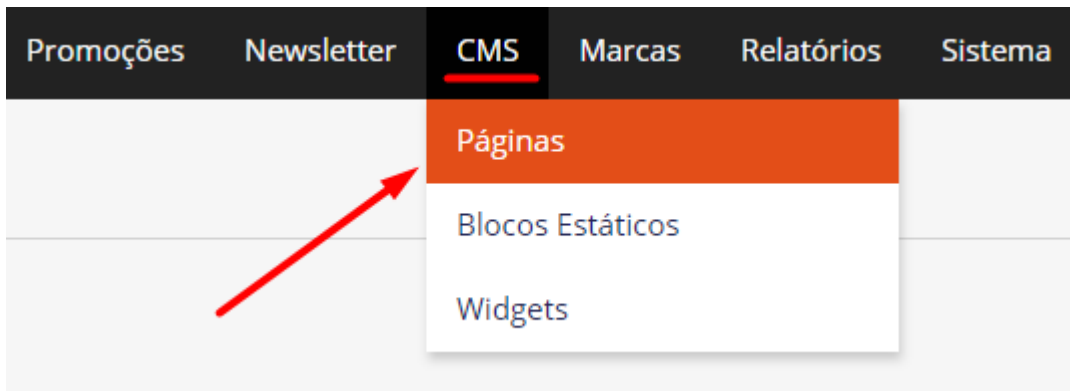 Promoções Newsletter CMS Marcas Relatórios Sistema
Páginas
Blocos Estáticos
Widgets